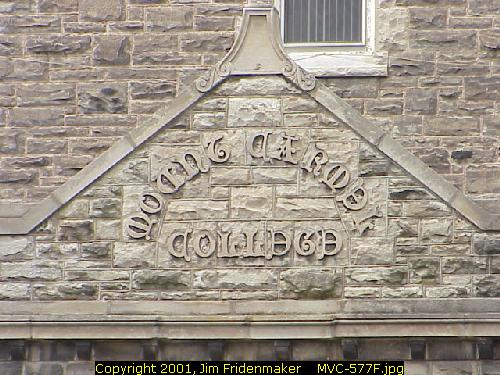 MOUNT CARMEL
COLLEGE
Copyright 2001, Jim Fridenmaker MVC-577F.jpg